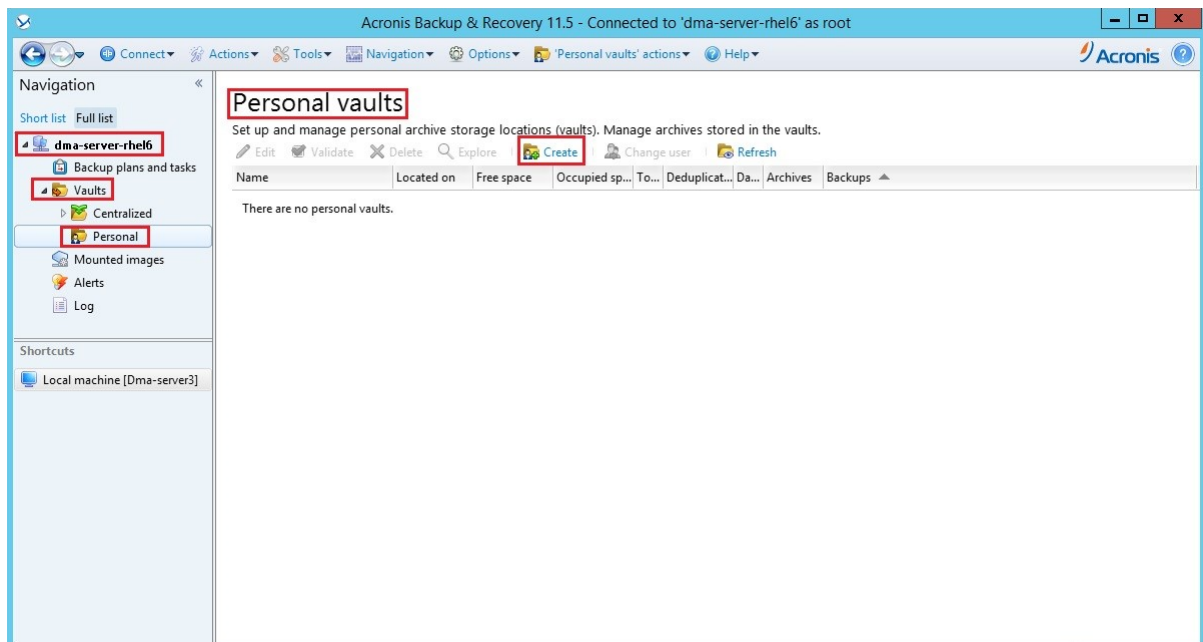 Acronis Backup & Recovery 11.5 - Connected to 'dma-server-rhel6' as root
Connect Actions Tools Navigation Options 'Personal vaults' actions Help Acronis
Navigation
Short list Full list
dma-server-rhel6
Backup plans and tasks
Vaults
Centralized
Personal
Mounted images
Alerts
Log
Shortcuts
Local machine [Dma-server3]
Personal vaults
Set up and manage personal archive storage locations (vaults). Manage archives stored in the vaults.
Edit Validate Delete Explore Create Change user Refresh
Name Located on Free space Occupied sp... To... Deduplicat... Da... Archives Backups
There are no personal vaults.